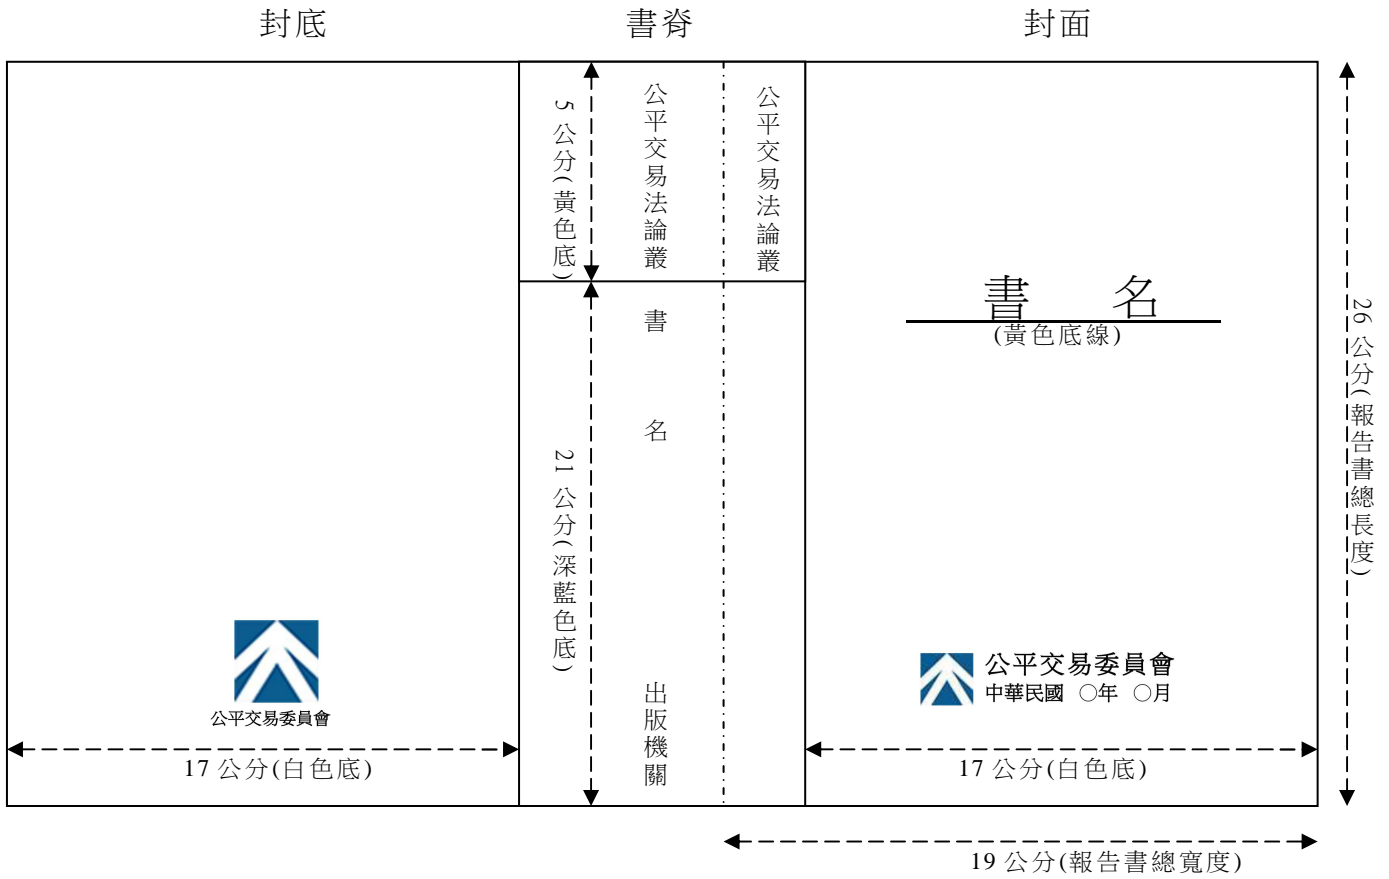 封底
書脊
封面
5 公分(黃色底)
公平交易法論叢
公平交易法論叢
書名
(黃色底線)
26 公分(報告書總長度)
書名
21 公分(深藍色底)
出版機關
公平交易委員會
公平交易委員會
中華民國 〇年 〇月
17 公分(白色底)
17 公分(白色底)
19 公分(報告書總寬度)